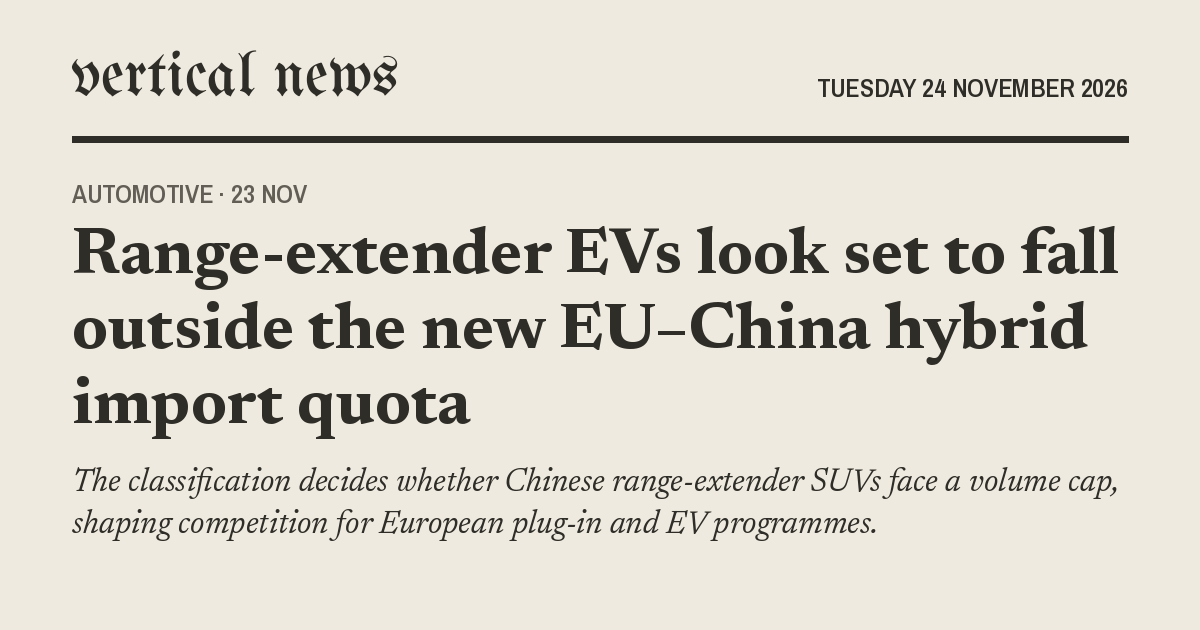 vertical news
TUESDAY 24 NOVEMBER 2026
AUTOMOTIVE · 23 NOV
Range-extender EVs look set to fall
outside the new EU–China hybrid
import quota
The classification decides whether Chinese range-extender SUVs face a volume cap,
shaping competition for European plug-in and EV programmes.